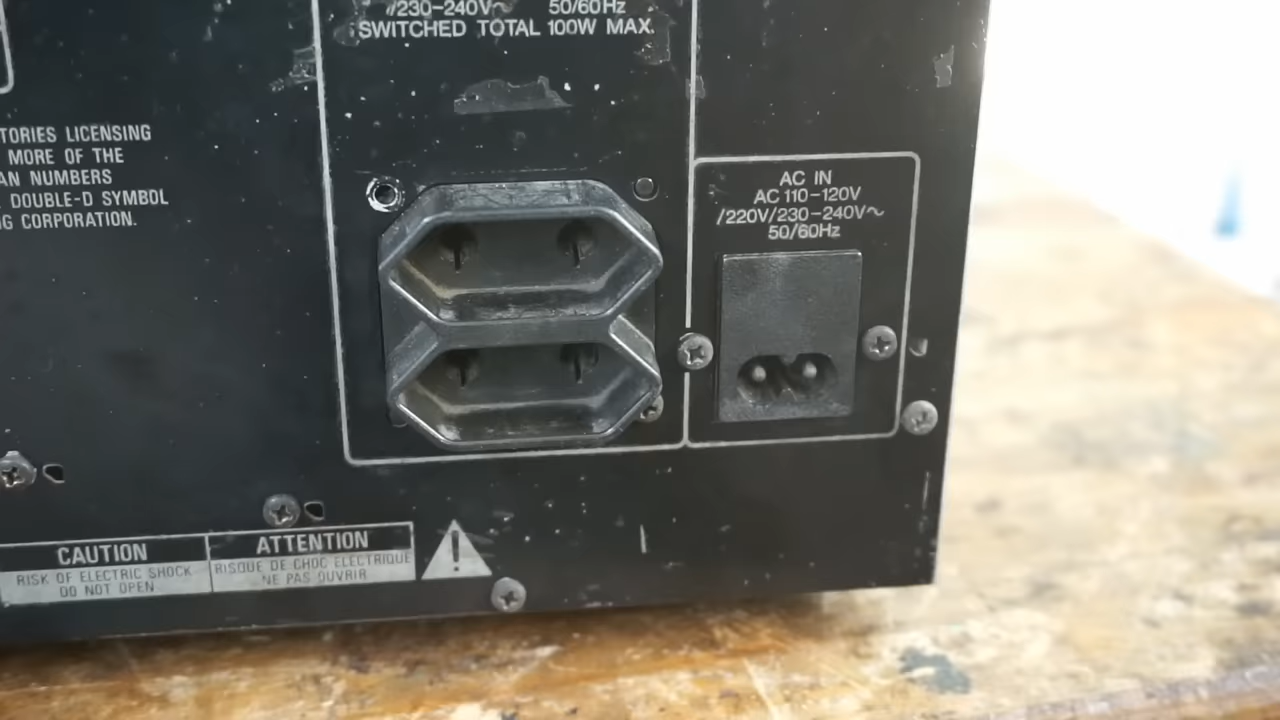 /230-240V~ 50/60Hz
SWITCHED TOTAL 100W MAX.
TORIES LICENSING
MORE OF THE
AN NUMBERS
DOUBLE-D SYMBOL
G CORPORATION.
AC IN
AC 110-120V
/220V/230-240V~
50/60Hz
CAUTION
RISK OF ELECTRIC SHOCK
DO NOT OPEN
ATTENTION
RISQUE DE CHOC ELECTRIQUE
NE PAS OUVRIR